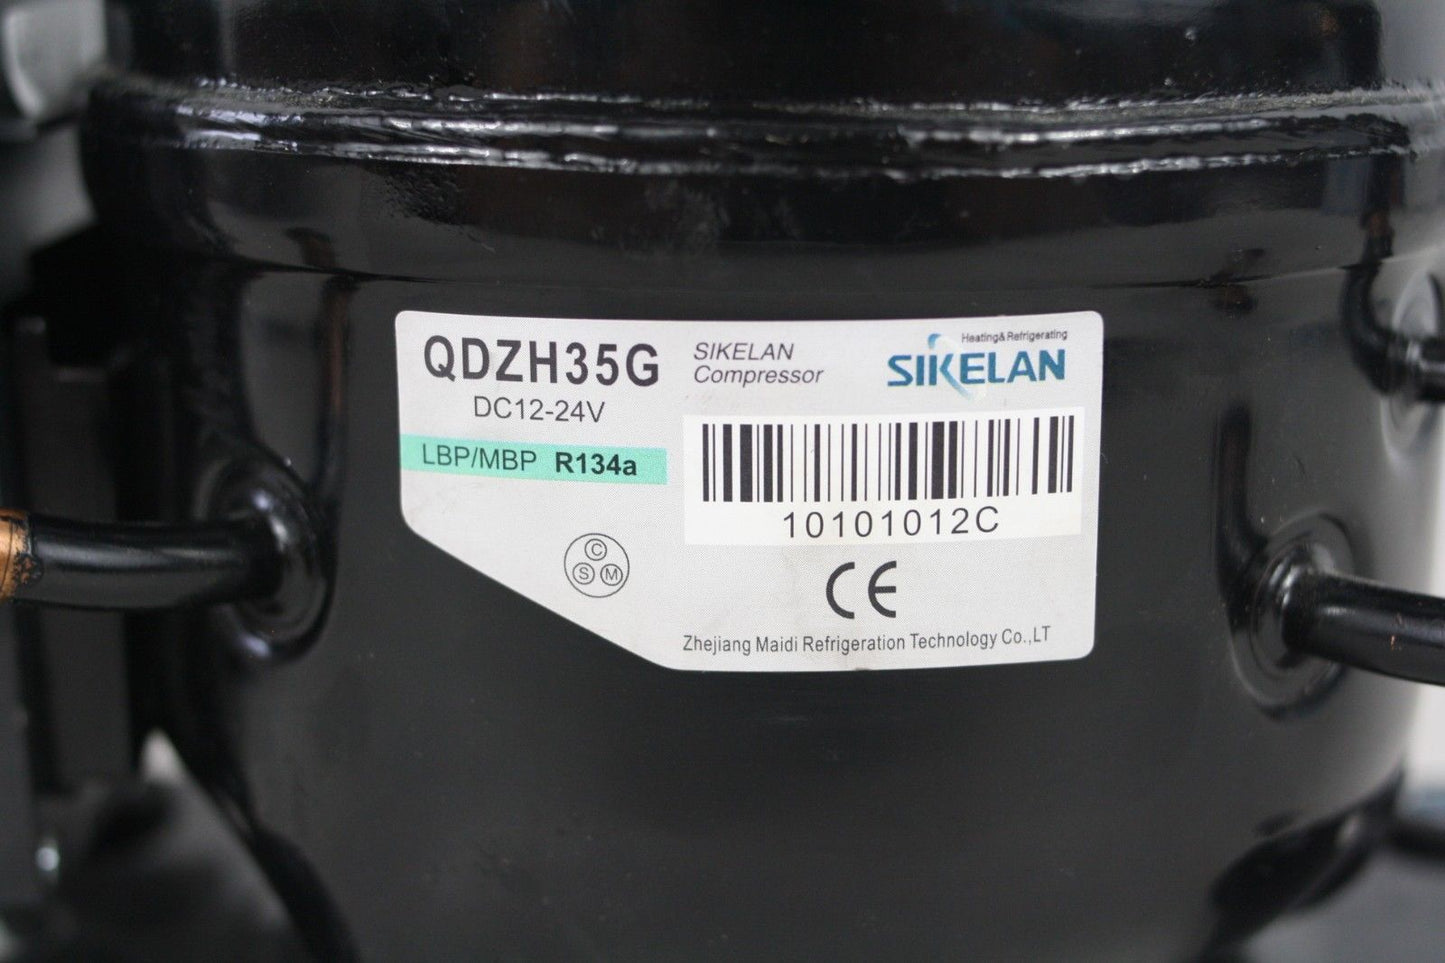 QDZH35G
DC12-24V
LBP/MBP R134a
SIKELAN
Compressor
Heating&Refrigerating
SIKELAN
10101012C
C
S M
CE
Zhejiang Maidi Refrigeration Technology Co.,LT